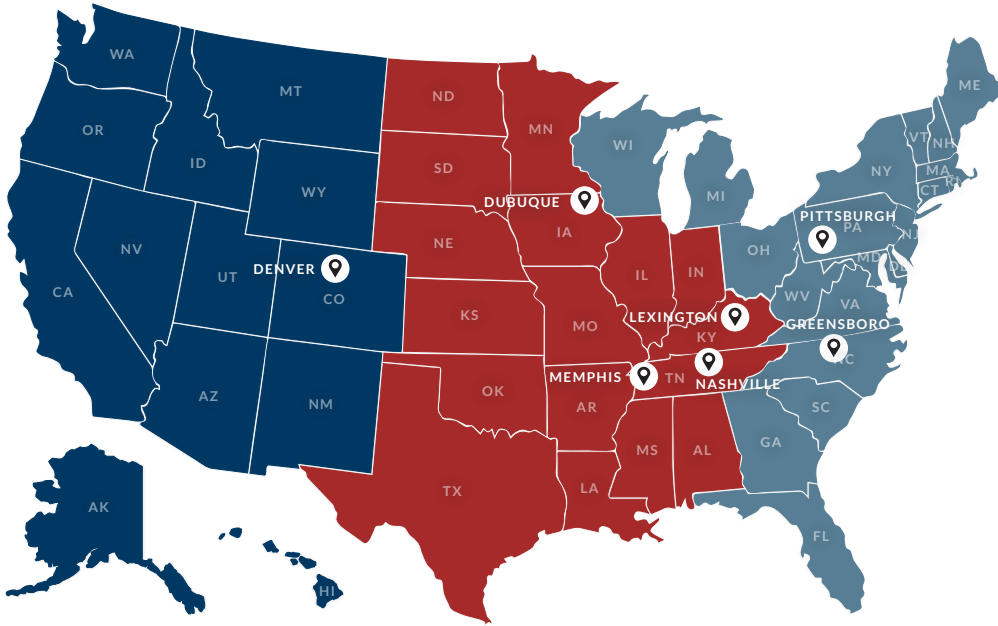 WA
MT
ND
MN
ME
OR
ID
SD
WI
VT
NH
NY
MA
RI
CT
WY
MI
DUBUQUE
PITTSBURGH
PA
NJ
NV
NE
IA
OH
MD
DE
DENVER
UT
CO
IL
IN
CA
WV
VA
KS
MO
LEXINGTON
KY
GREENSBORO
NC
MEMPHIS
TN
NASHVILLE
AZ
NM
OK
AR
SC
MS
AL
GA
TX
LA
AK
FL
HI